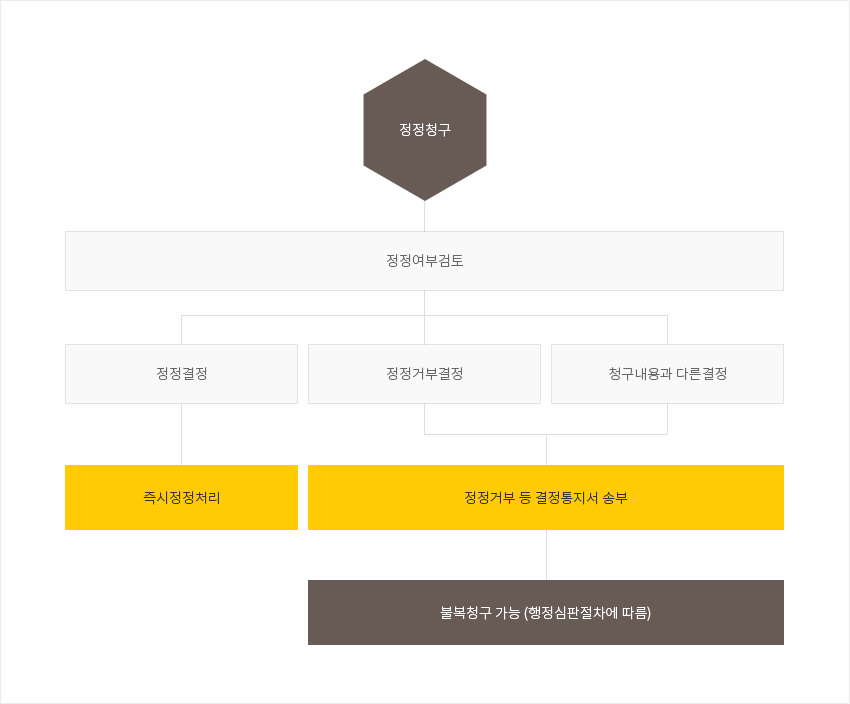 정정청구
정정여부검토
정정결정
정정거부결정
청구내용과 다른결정
즉시정정처리
정정거부 등 결정통지서 송부
불복청구 가능 (행정심판절차에 따름)